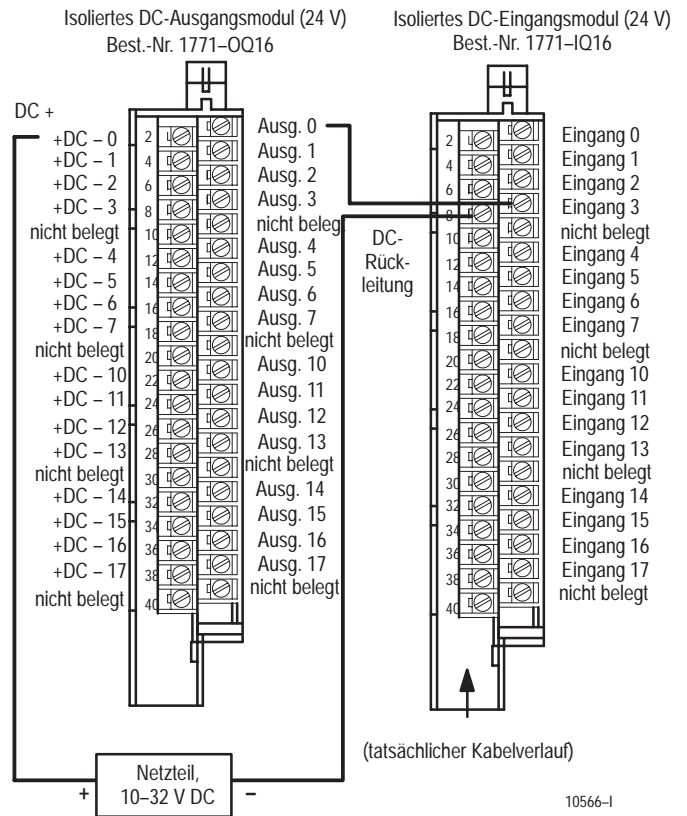 Isoliertes DC-Ausgangsmodul (24 V)
Best.-Nr. 1771–OQ16
Isoliertes DC-Eingangsmodul (24 V)
Best.-Nr. 1771–IQ16
DC +
+DC – 0
+DC – 1
+DC – 2
+DC – 3
nicht belegt
+DC – 4
+DC – 5
+DC – 6
+DC – 7
nicht belegt
+DC – 10
+DC – 11
+DC – 12
+DC – 13
nicht belegt
+DC – 14
+DC – 15
+DC – 16
+DC – 17
nicht belegt
2
4
6
8
10
12
14
16
18
20
22
24
26
28
30
32
34
36
38
40
Ausg. 0
Ausg. 1
Ausg. 2
Ausg. 3
nicht belegt
Ausg. 4
Ausg. 5
Ausg. 6
Ausg. 7
nicht belegt
Ausg. 10
Ausg. 11
Ausg. 12
Ausg. 13
nicht belegt
Ausg. 14
Ausg. 15
Ausg. 16
Ausg. 17
nicht belegt
DC-
Rück-
leitung
2
4
6
8
10
12
14
16
18
20
22
24
26
28
30
32
34
36
38
40
Eingang 0
Eingang 1
Eingang 2
Eingang 3
nicht belegt
Eingang 4
Eingang 5
Eingang 6
Eingang 7
nicht belegt
Eingang 10
Eingang 11
Eingang 12
Eingang 13
nicht belegt
Eingang 14
Eingang 15
Eingang 16
Eingang 17
nicht belegt
(tatsächlicher Kabelverlauf)
+
Netzteil,
10–32 V DC
–
10566–I